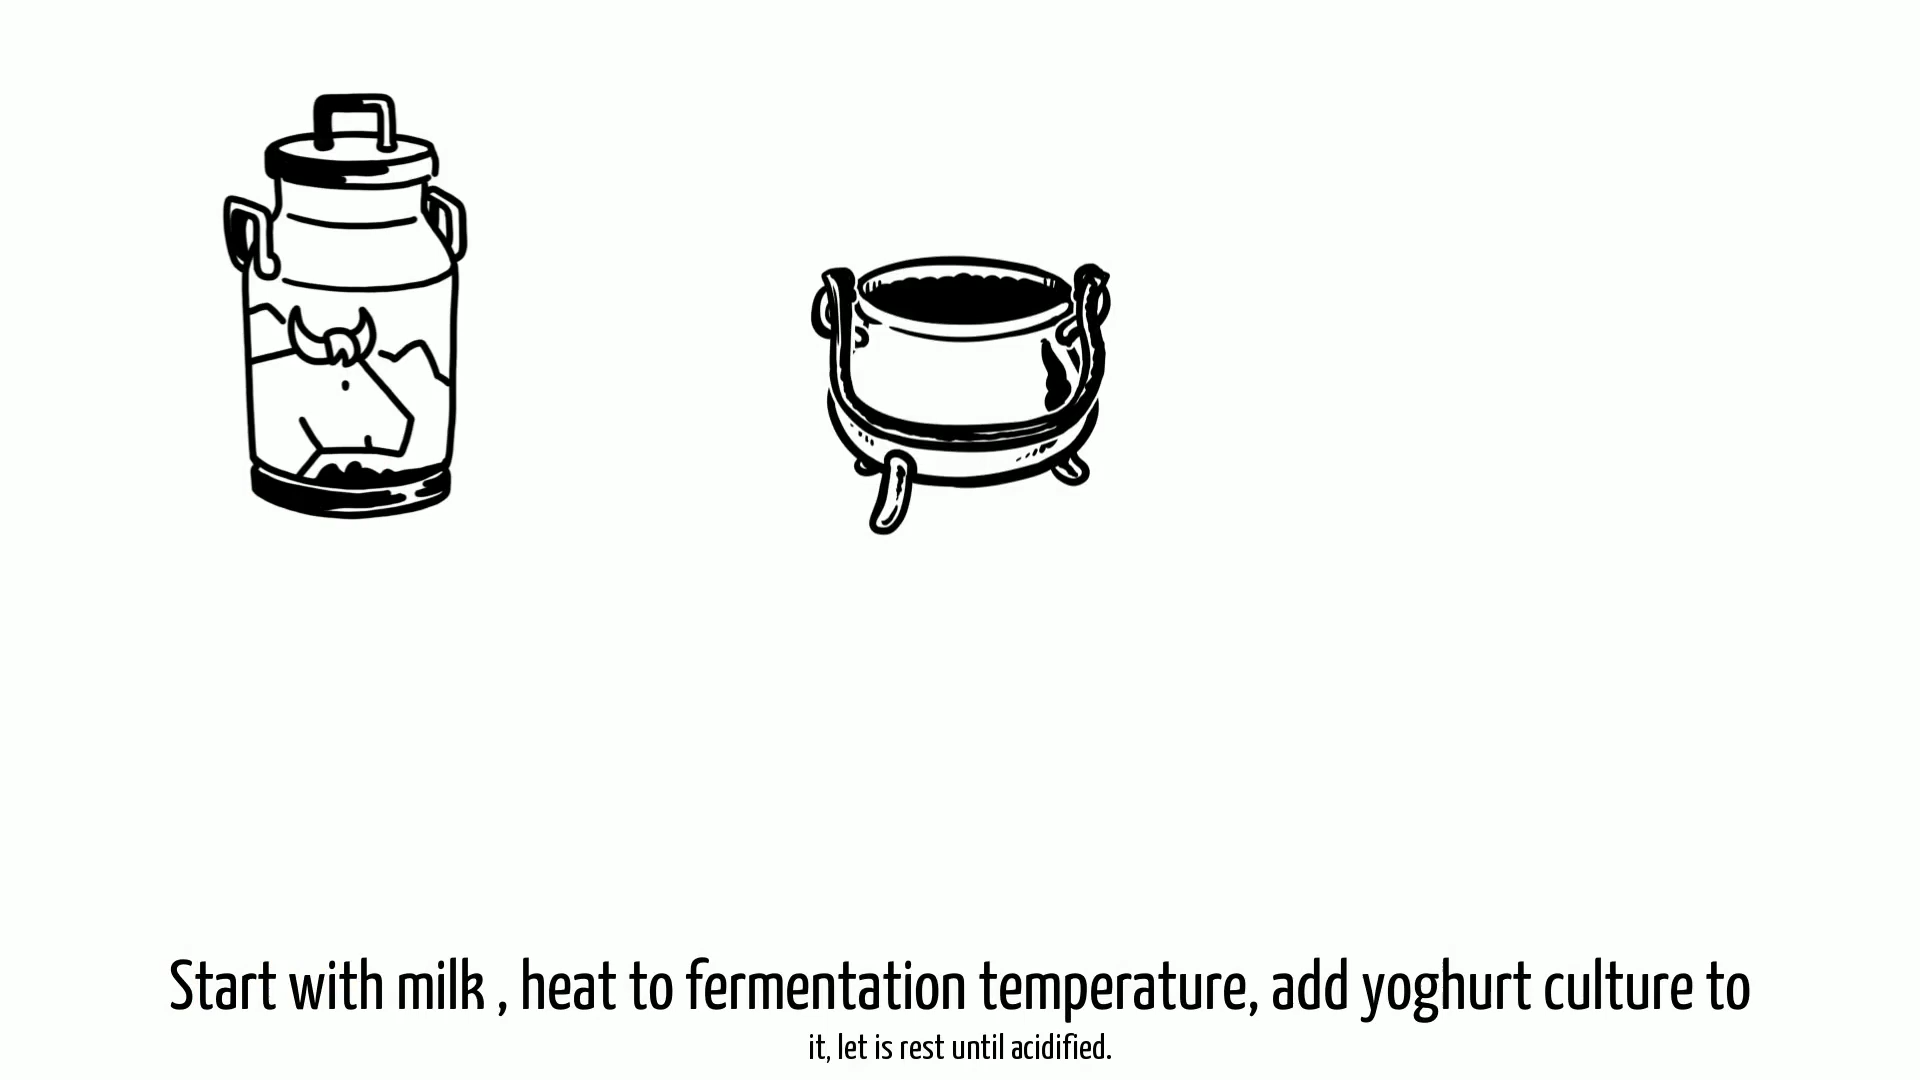 Start with milk , heat to fermentation temperature, add yoghurt culture to
it, let is rest until acidified.